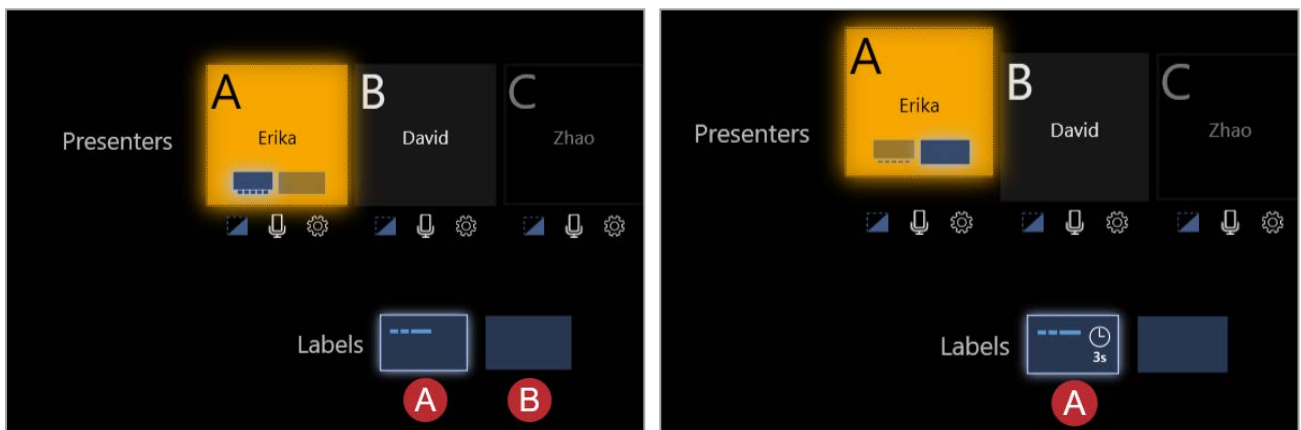 A
Erika
B
David
C
Zhao
Presenters
Labels
A
B
A
Erika
B
David
C
Zhao
Presenters
Labels
3s
A